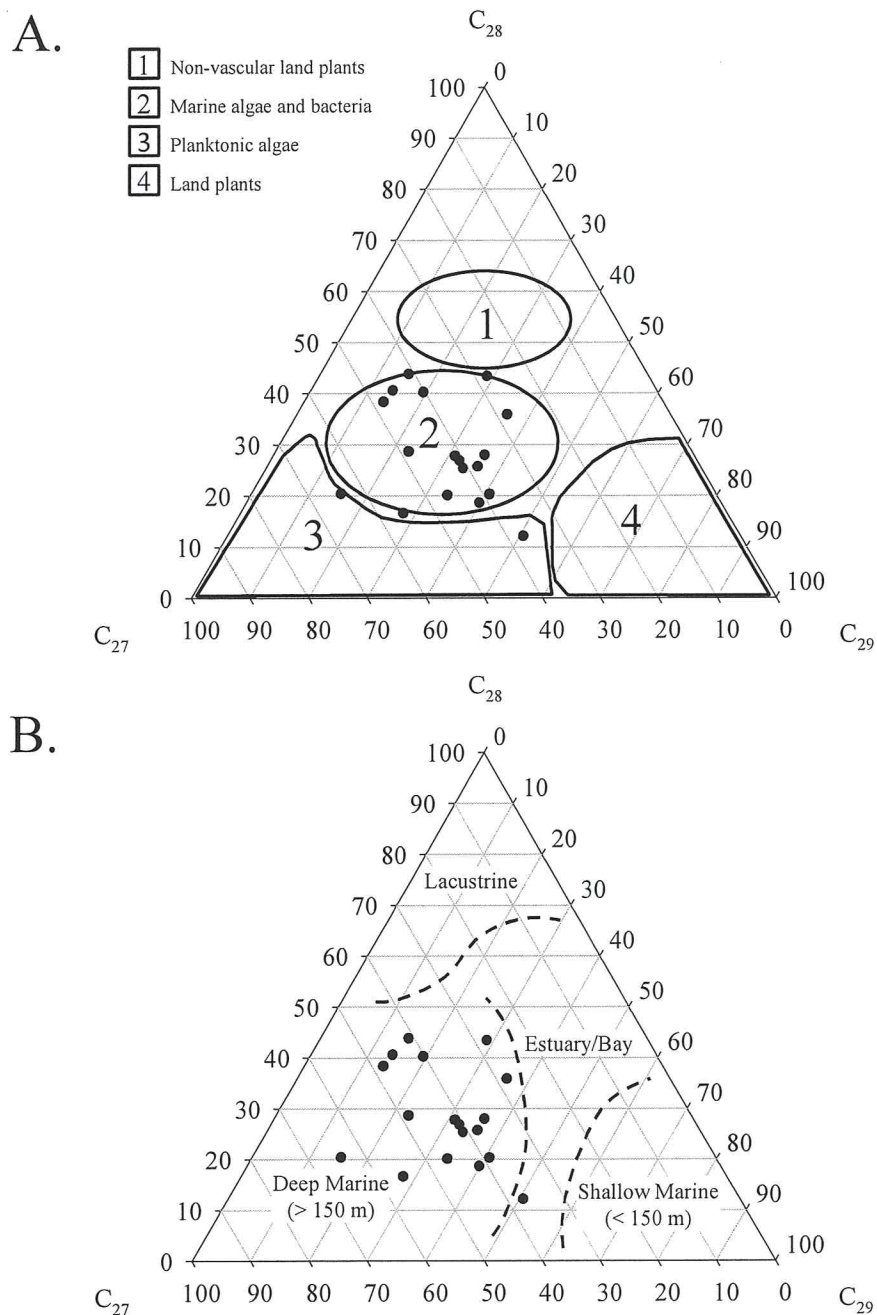 A.
C28
1 Non-vascular land plants
2 Marine algae and bacteria
3 Planktonic algae
4 Land plants
100 0
90 10
80 20
70 30
60 40
50 50
40 60
30 70
20 80
10 90
0 100
1
2
3
4
100 90 80 70 60 50 40 30 20 10 0
C27 C29
B.
C28
100 0
90 10
80 20
70 30
60 40
50 50
40 60
30 70
20 80
10 90
0 100
Lacustrine
Estuary/Bay
Deep Marine
(> 150 m)
Shallow Marine
(< 150 m)
100 90 80 70 60 50 40 30 20 10 0
C27 C29